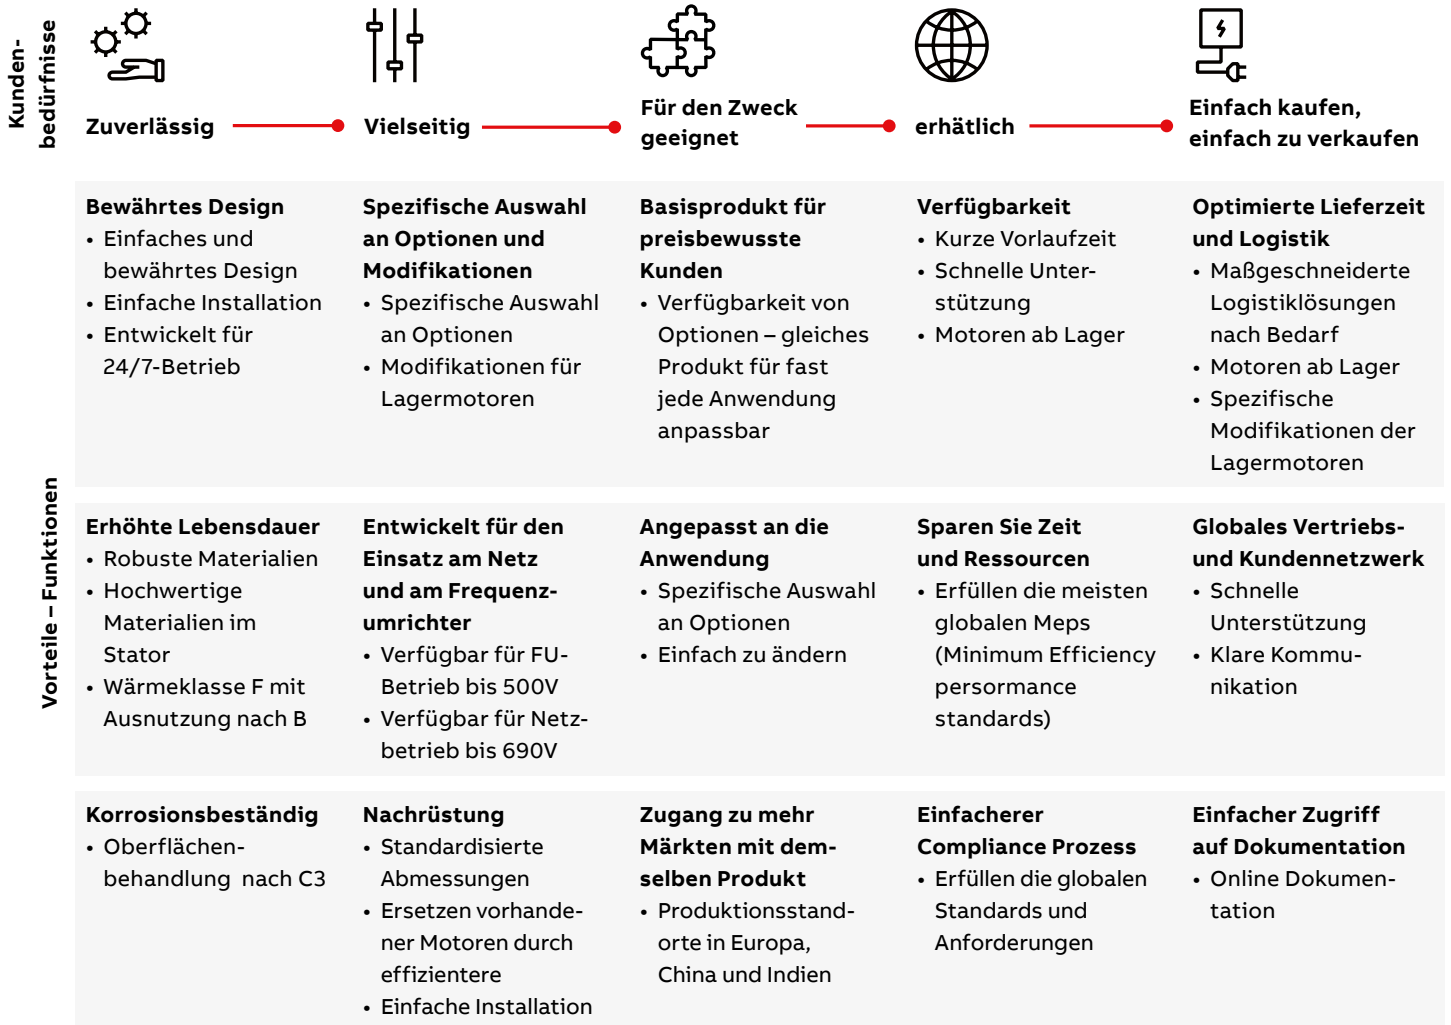 Kunden-
bedürfnisse
Zuverlässig
Vielseitig
Für den Zweck
geeignet
erhätlich
Einfach kaufen,
einfach zu verkaufen
Vorteile – Funktionen
Bewährtes Design
• Einfaches und
bewährtes Design
• Einfache Installation
• Entwickelt für
24/7-Betrieb
Spezifische Auswahl
an Optionen und
Modifikationen
• Spezifische Auswahl
an Optionen
• Modifikationen für
Lagermotoren
Basisprodukt für
preisbewusste
Kunden
• Verfügbarkeit von
Optionen – gleiches
Produkt für fast
jede Anwendung
anpassbar
Verfügbarkeit
• Kurze Vorlaufzeit
• Schnelle Unter-
stützung
• Motoren ab Lager
Optimierte Lieferzeit
und Logistik
• Maßgeschneiderte
Logistiklösungen
nach Bedarf
• Motoren ab Lager
• Spezifische
Modifikationen der
Lagermotoren
Erhöhte Lebensdauer
• Robuste Materialien
• Hochwertige
Materialien im
Stator
• Wärmeklasse F mit
Ausnutzung nach B
Entwickelt für den
Einsatz am Netz
und am Frequenz-
umrichter
• Verfügbar für FU-
Betrieb bis 500V
• Verfügbar für Netz-
betrieb bis 690V
Angepasst an die
Anwendung
• Spezifische Auswahl
an Optionen
• Einfach zu ändern
Sparen Sie Zeit
und Ressourcen
• Erfüllen die meisten
globalen Meps
(Minimum Efficiency
persormance
standards)
Globales Vertriebs-
und Kundennetzwerk
• Schnelle
Unterstützung
• Klare Kommu-
nikation
Korrosionsbeständig
• Oberflächen-
behandlung nach C3
Nachrüstung
• Standardisierte
Abmessungen
• Ersetzen vorhande-
ner Motoren durch
effizientere
• Einfache Installation
Zugang zu mehr
Märkten mit dem-
selben Produkt
• Produktionsstand-
orte in Europa,
China und Indien
Einfacherer
Compliance Prozess
• Erfüllen die globalen
Standards und
Anforderungen
Einfacher Zugriff
auf Dokumentation
• Online Dokumen-
tation